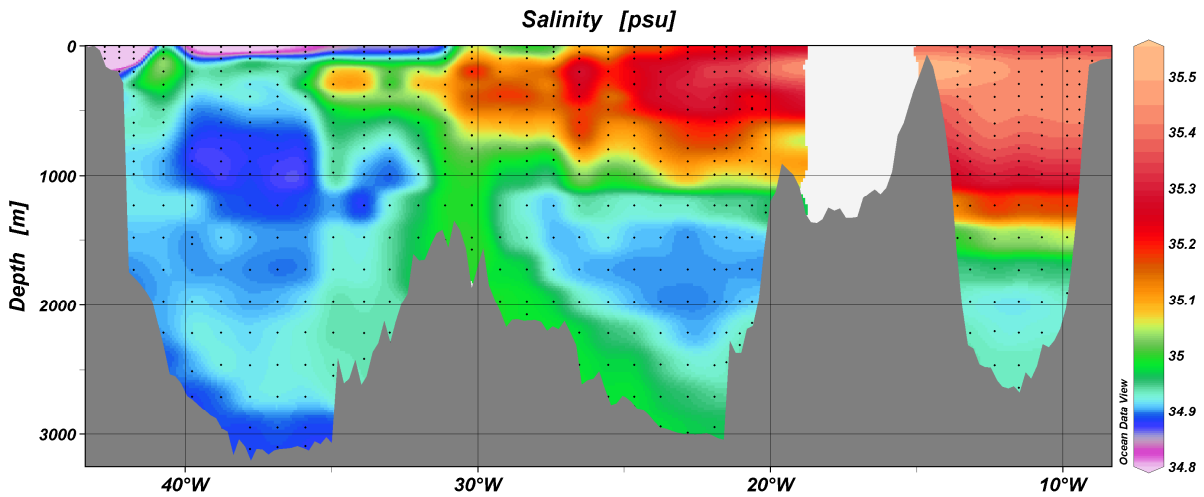 Salinity [psu]
0
1000
2000
3000
Depth [m]
40°W
30°W
20°W
10°W
35.5
35.4
35.3
35.2
35.1
35
34.9
34.8
Ocean Data View